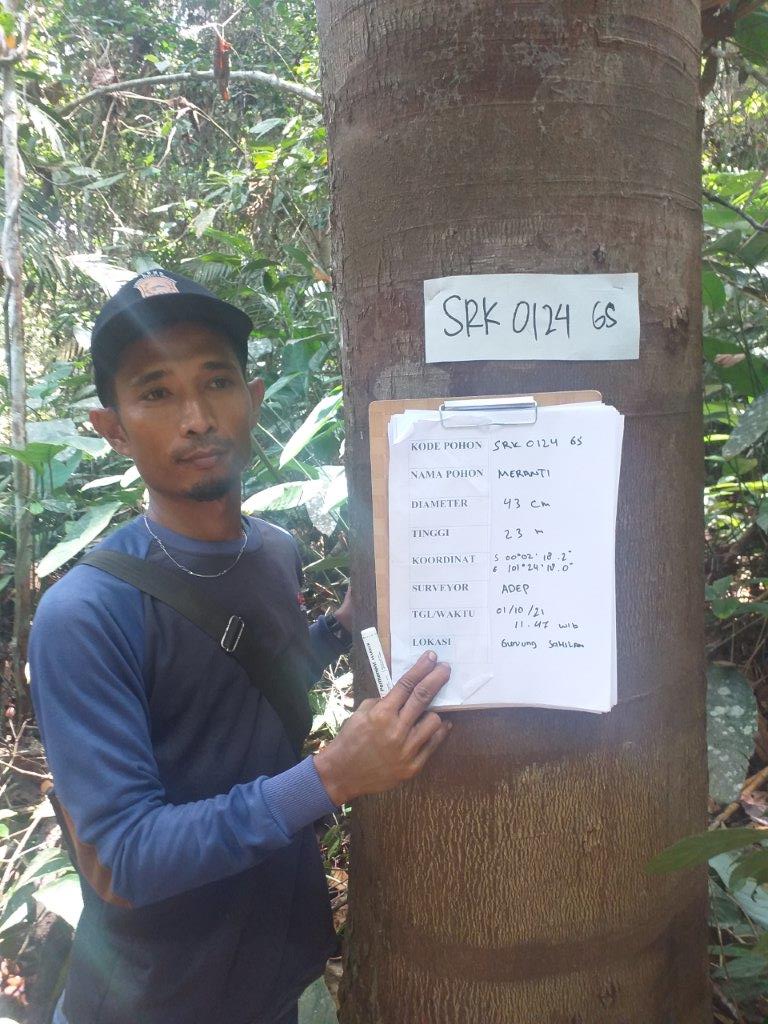 SRK 0124 GS
KODE POHON SRK 0124 GS
NAMA POHON MERANTI
DIAMETER 43 cm
TINGGI 23 m
KOORDINAT S 00°02' 18.2"
E 101°24' 18.0"
SURVEYOR ADEP
TGL/WAKTU 01/10/21
11.47 wib
LOKASI Gunung Sahilan